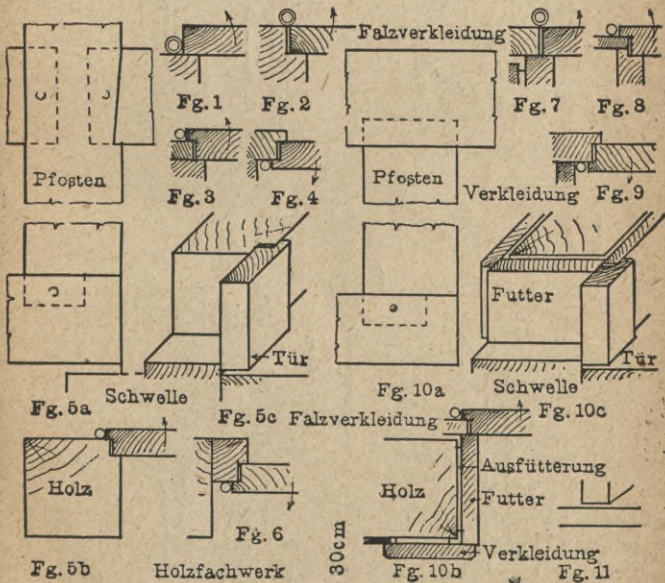 Falzverkleidung
Fg. 1
Fg. 2
Fg. 7
Fg. 8
Pfosten
Fg. 3
Fg. 4
Pfosten
Verkleidung
Fg. 9
Futter
Tür
Tür
Fg. 5a
Schwelle
Fg. 5c
Fg. 10a
Schwelle
Falzverkleidung
Fg. 10c
Holz
Fg. 6
Holz
Ausfütterung
Futter
Fg. 5b
Holzfachwerk
30cm
Fg. 10b
Verkleidung
Fg. 11